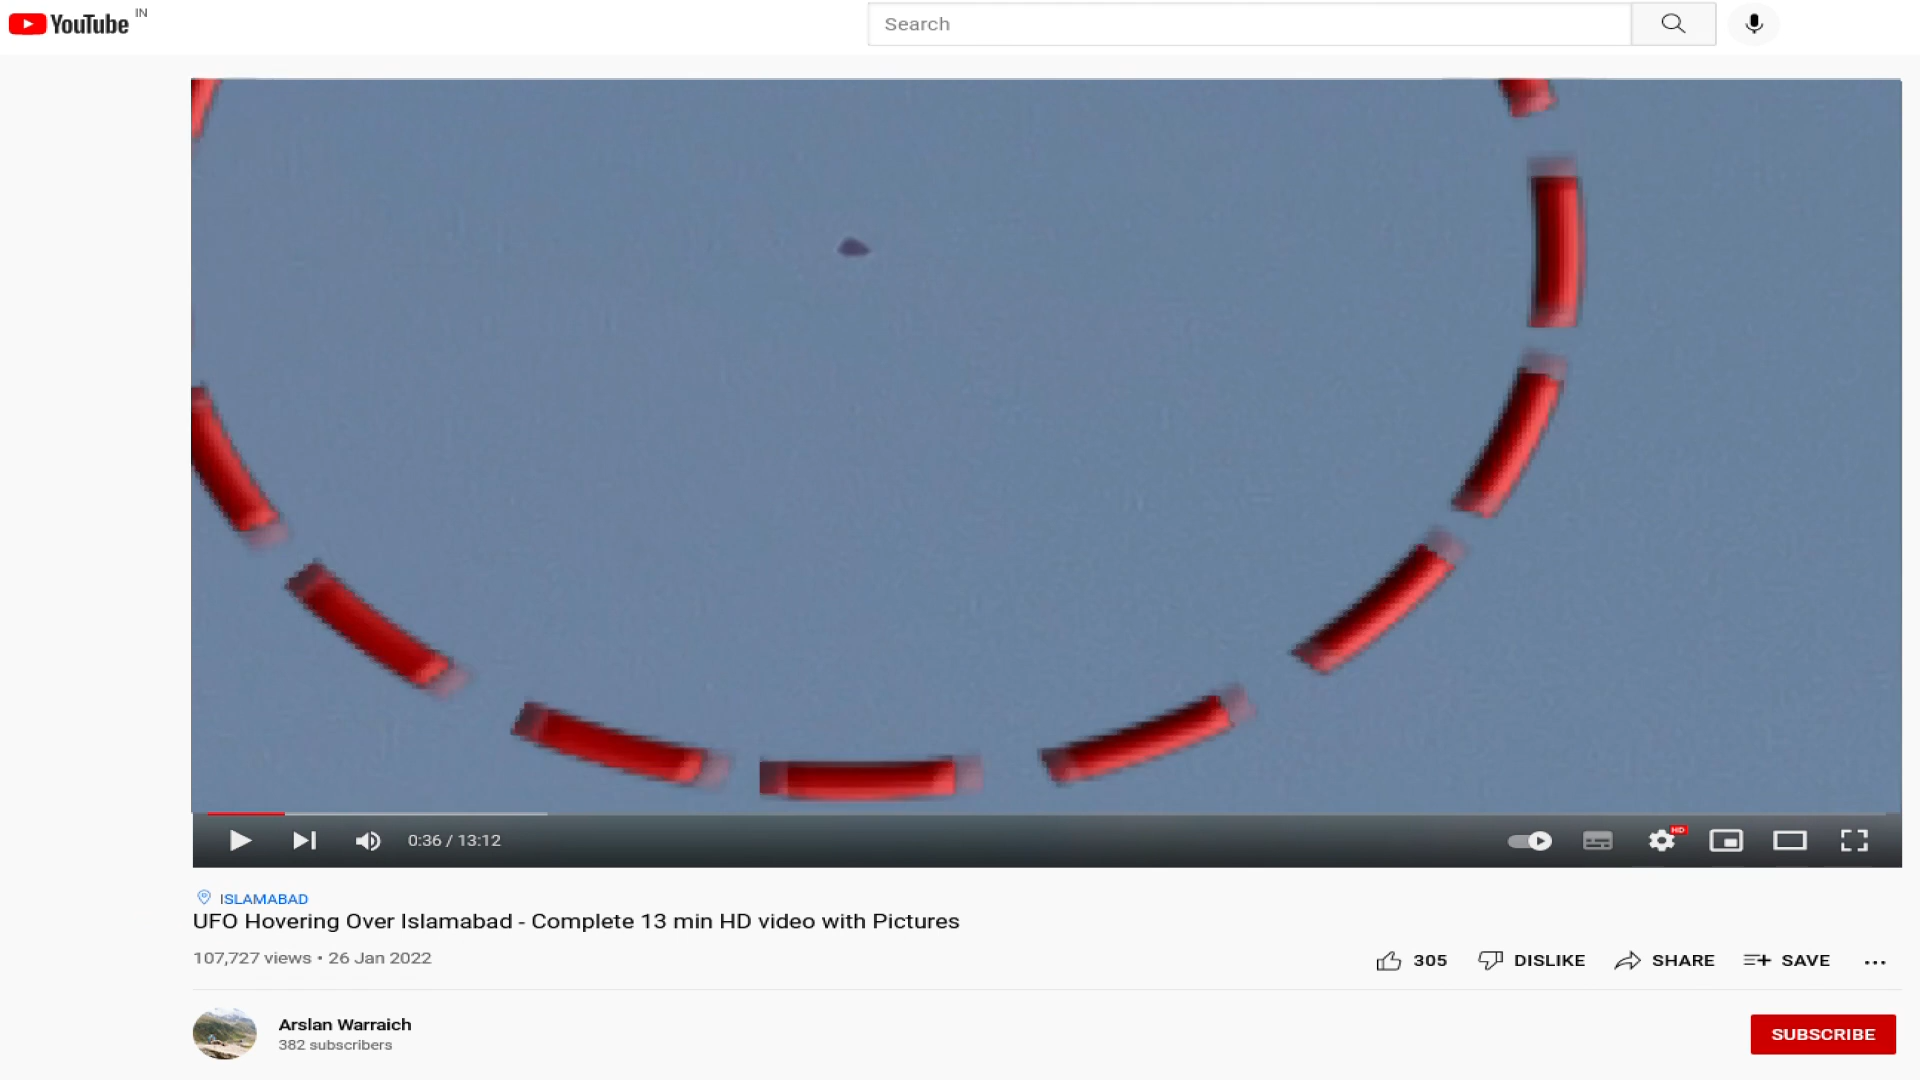 YouTube IN
Search
HD
0:36 / 13:12
ISLAMABAD
UFO Hovering Over Islamabad - Complete 13 min HD video with Pictures
107,727 views • 26 Jan 2022
305 DISLIKE SHARE SAVE
Arslan Warraich
382 subscribers
SUBSCRIBE